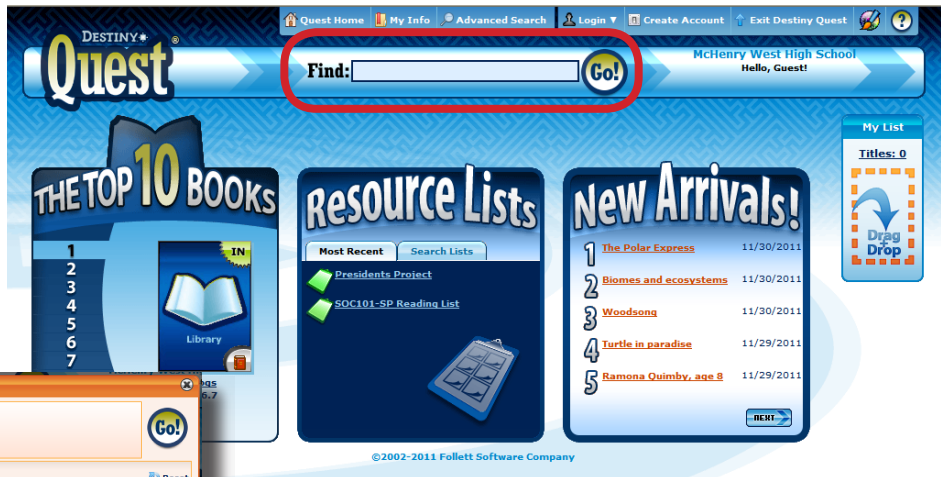 Quest Home My Info Advanced Search Login ▼ Create Account Exit Destiny Quest ?
DESTINY ®
Quest
Find: Go!
McHenry West High School
Hello, Guest!
My List
Titles: 0
Drag
+
Drop
THE TOP 10 BOOKS
1
2
3
4
5
6
7
IN
Library
Resource Lists
Most Recent Search Lists
Presidents Project
SOC101-SP Reading List
New Arrivals!
1 The Polar Express 11/30/2011
2 Biomes and ecosystems 11/30/2011
3 Woodsong 11/30/2011
4 Turtle in paradise 11/29/2011
5 Ramona Quimby, age 8 11/29/2011
NEXT
6.7
Go!
©2002-2011 Follett Software Company